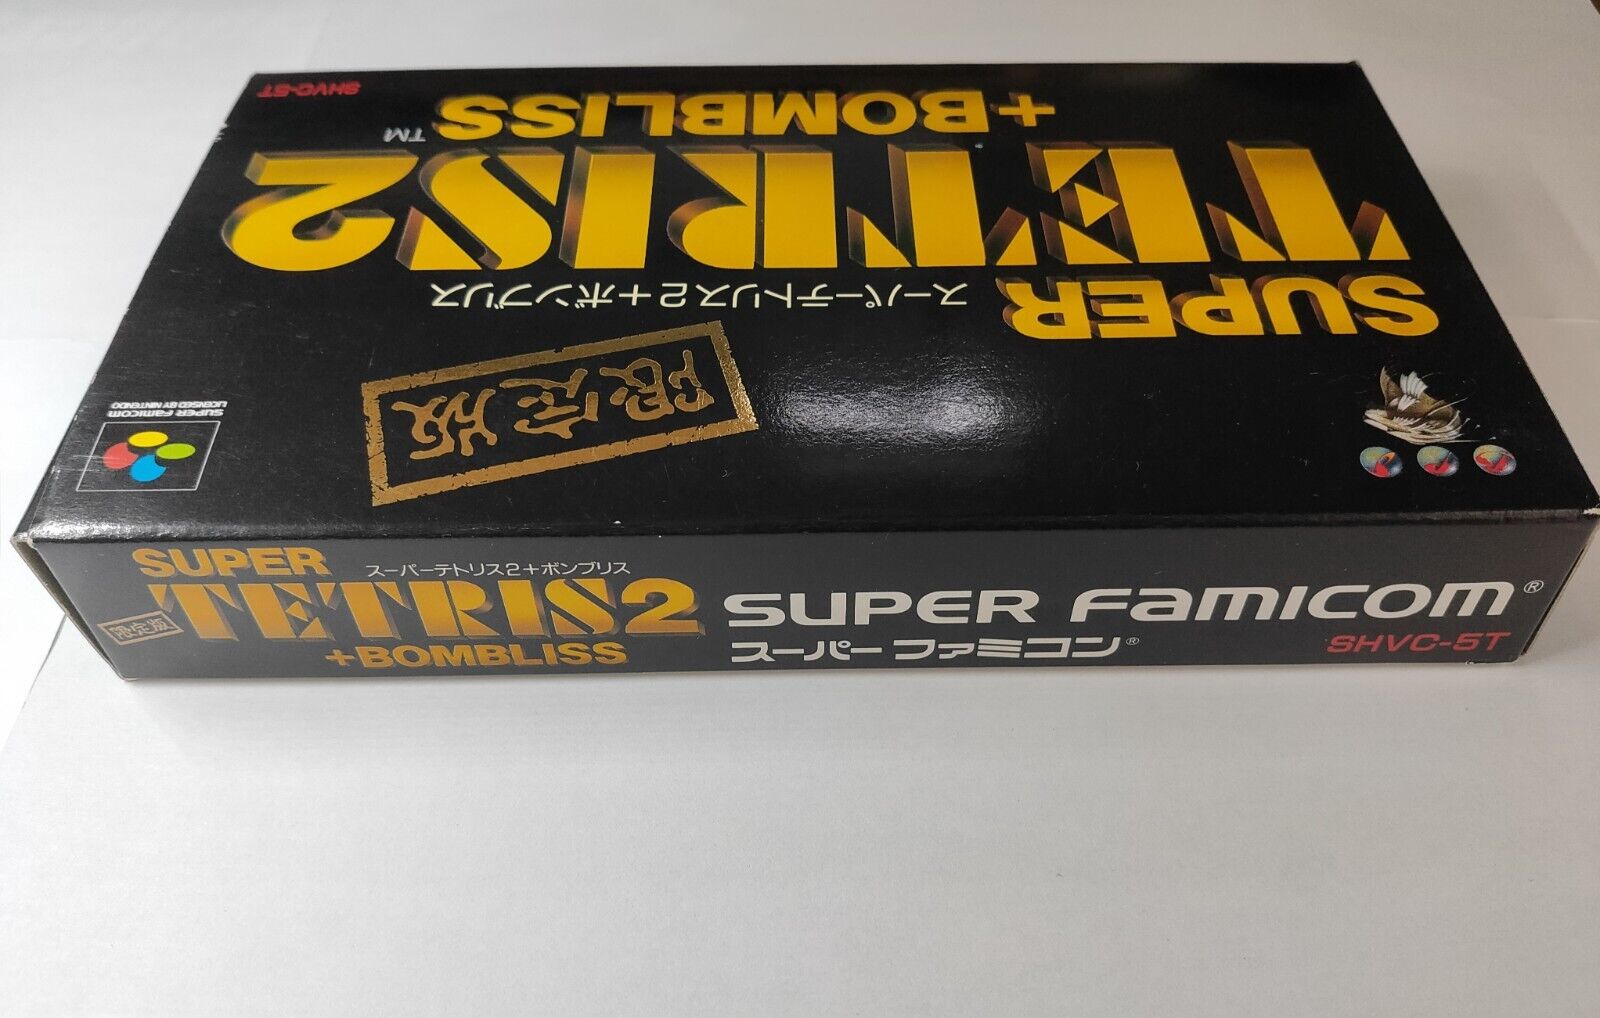 SUPER
TETRIS2
+BOMBLISS™
スーパーテトリス2+ボンブリス
限定版
SHVC-5T
SUPER FAMICOM
LICENSED BY NINTENDO
SUPER
スーパーテトリス2+ボンブリス
TETRIS2
限定版
+BOMBLISS
SUPER FAMICOM®
スーパーファミコン®
SHVC-5T